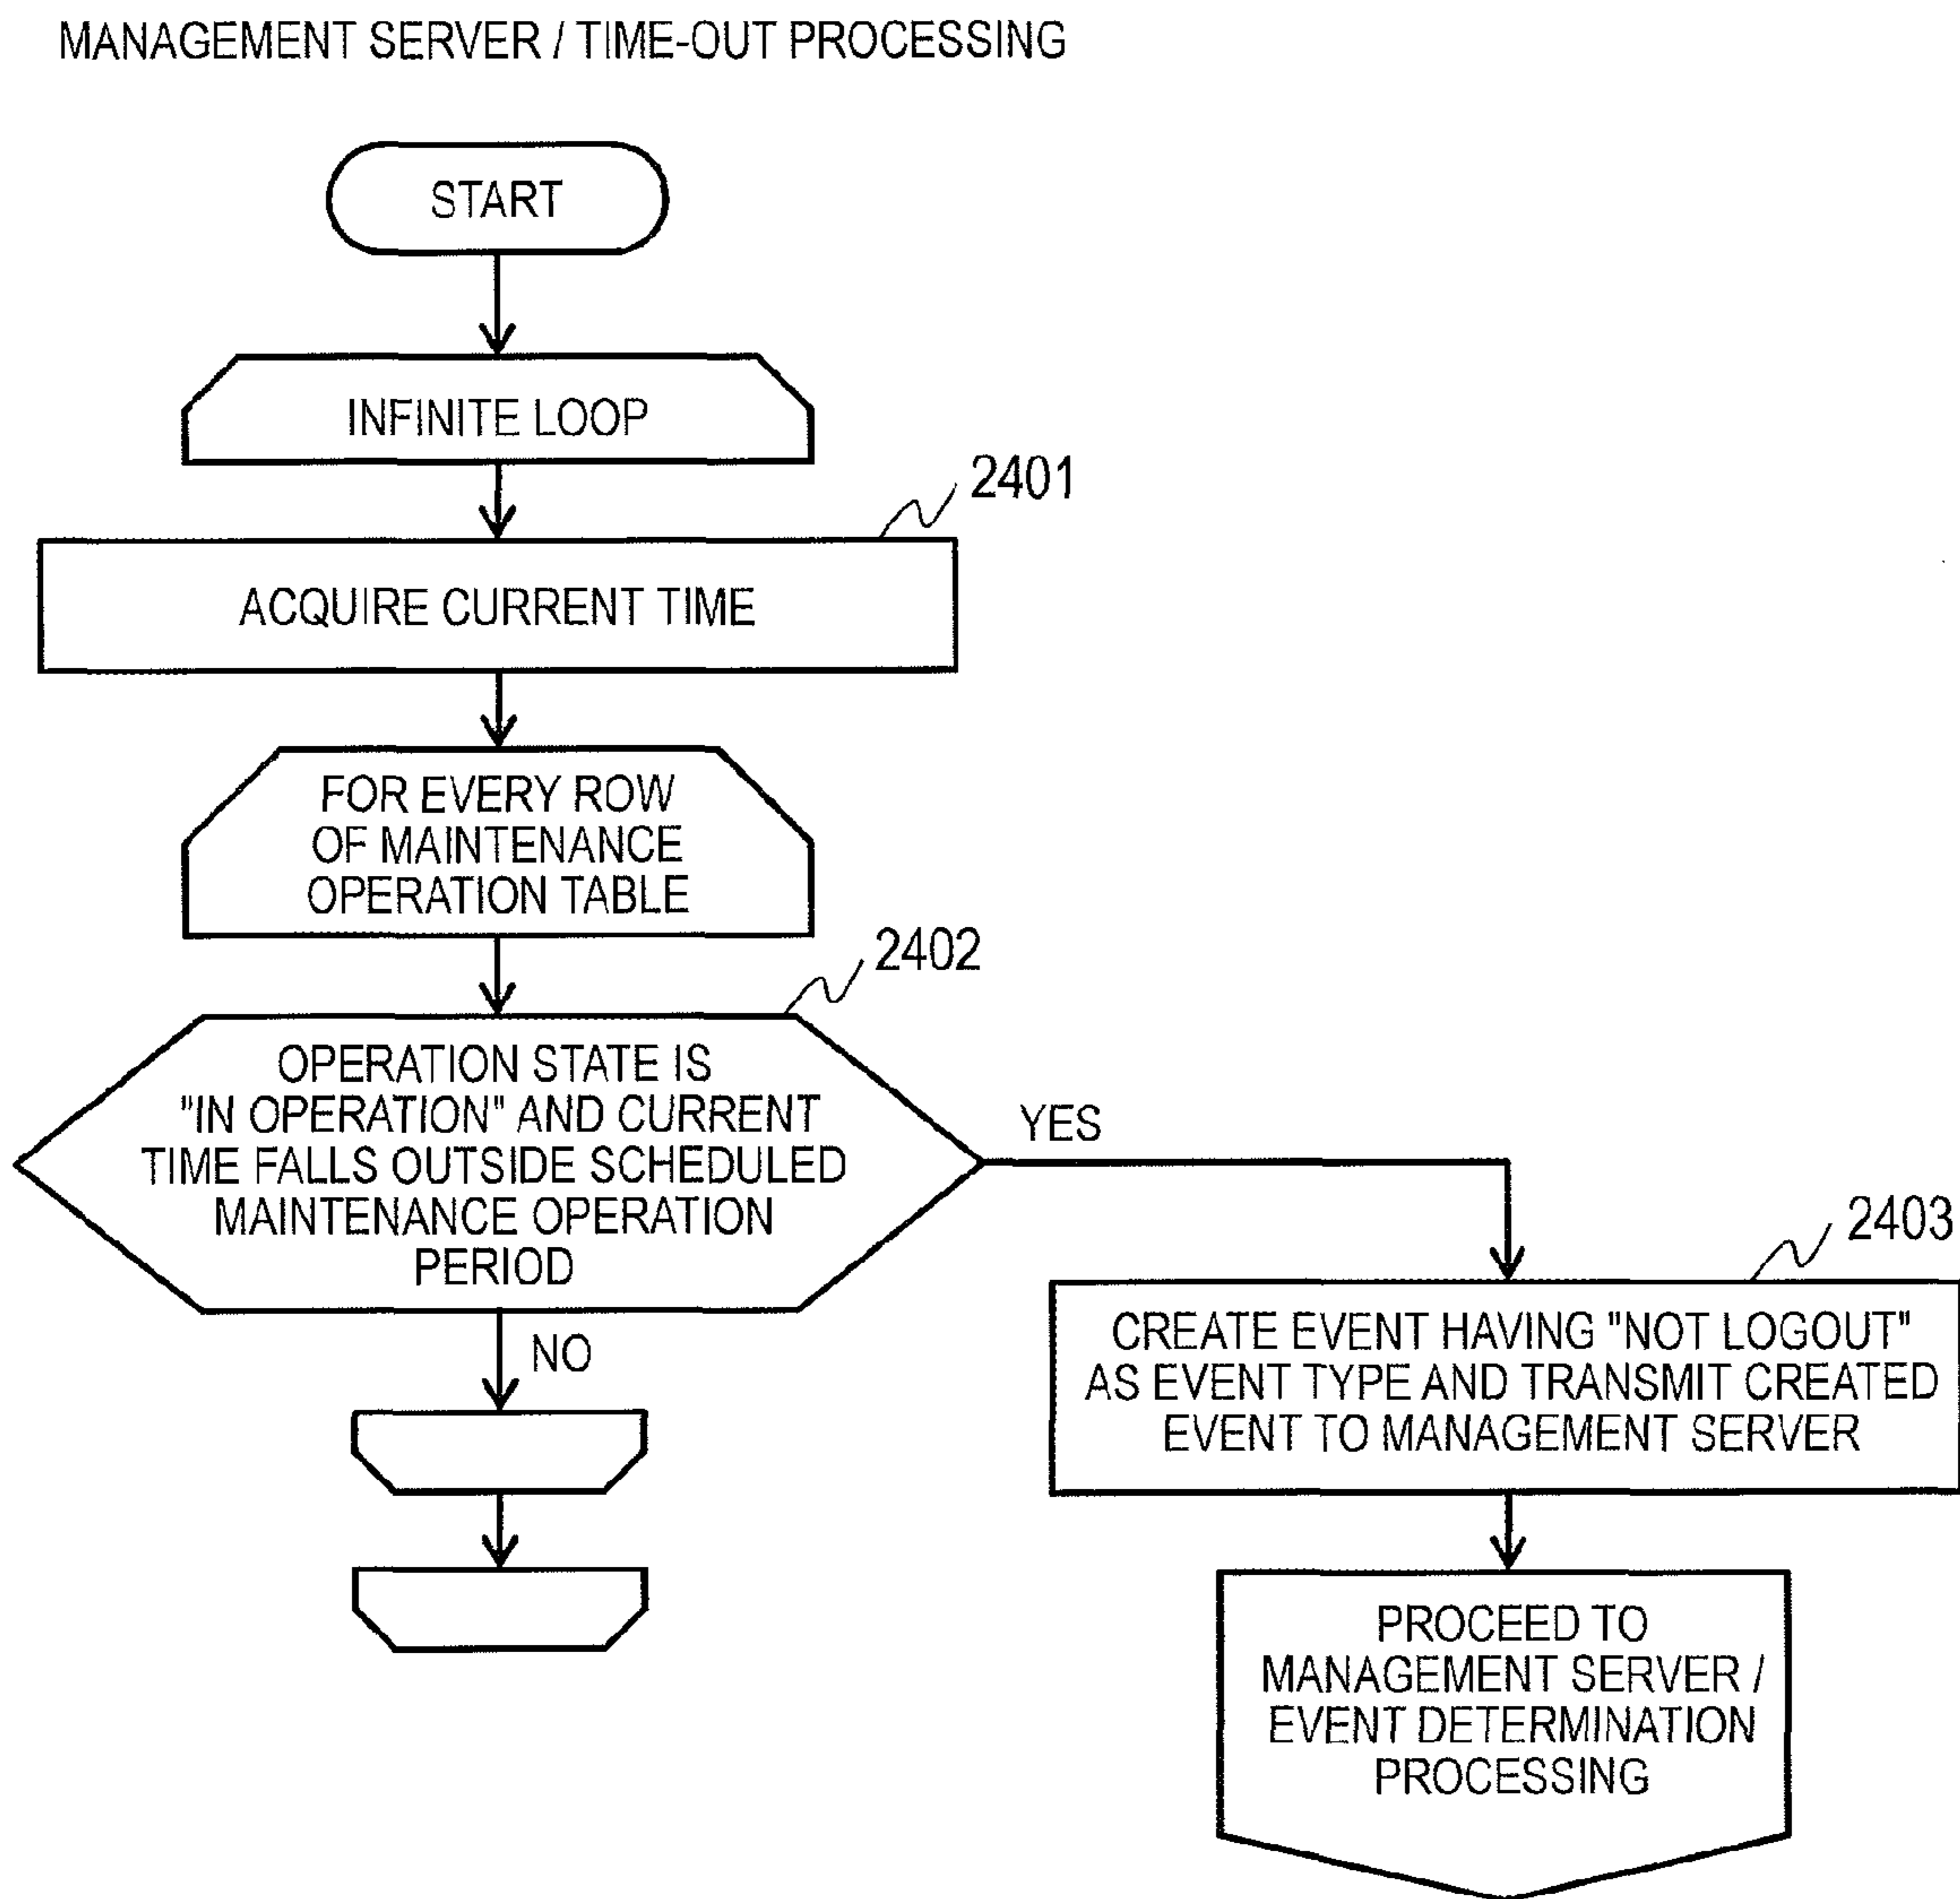 MANAGEMENT SERVER / TIME-OUT PROCESSING
START
INFINITE LOOP
2401
ACQUIRE CURRENT TIME
FOR EVERY ROW
OF MAINTENANCE
OPERATION TABLE
2402
OPERATION STATE IS
"IN OPERATION" AND CURRENT
TIME FALLS OUTSIDE SCHEDULED
MAINTENANCE OPERATION
PERIOD
YES
NO
2403
CREATE EVENT HAVING "NOT LOGOUT"
AS EVENT TYPE AND TRANSMIT CREATED
EVENT TO MANAGEMENT SERVER
PROCEED TO
MANAGEMENT SERVER /
EVENT DETERMINATION
PROCESSING